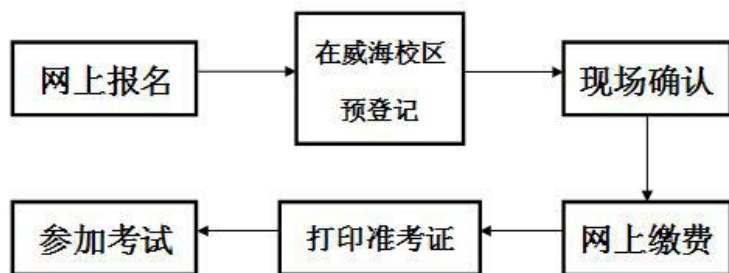 网上报名
在威海校区
预登记
现场确认
网上缴费
打印准考证
参加考试